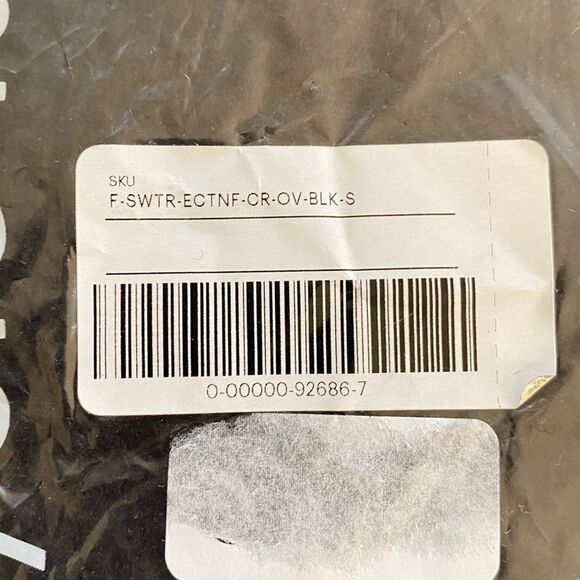 SKU
F-SWTR-ECTNF-CR-OV-BLK-S
0-00000-92686-7